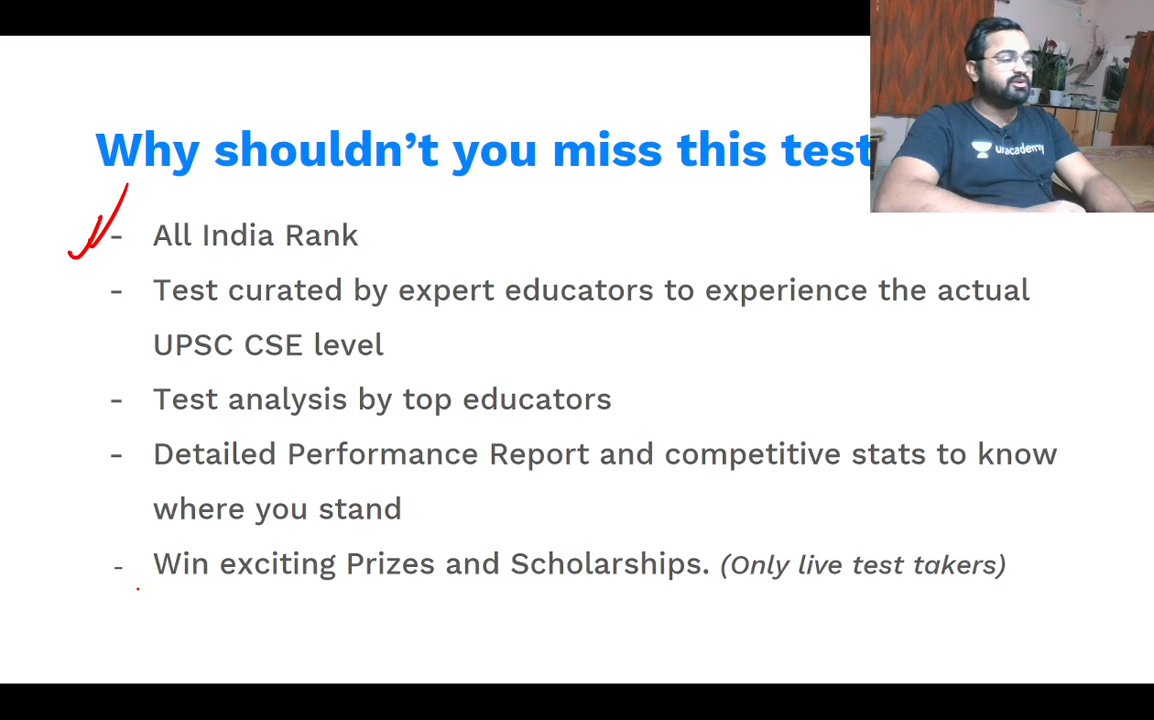 Why shouldn't you miss this test
unacademy
- All India Rank
- Test curated by expert educators to experience the actual
UPSC CSE level
- Test analysis by top educators
- Detailed Performance Report and competitive stats to know
where you stand
- Win exciting Prizes and Scholarships. (Only live test takers)